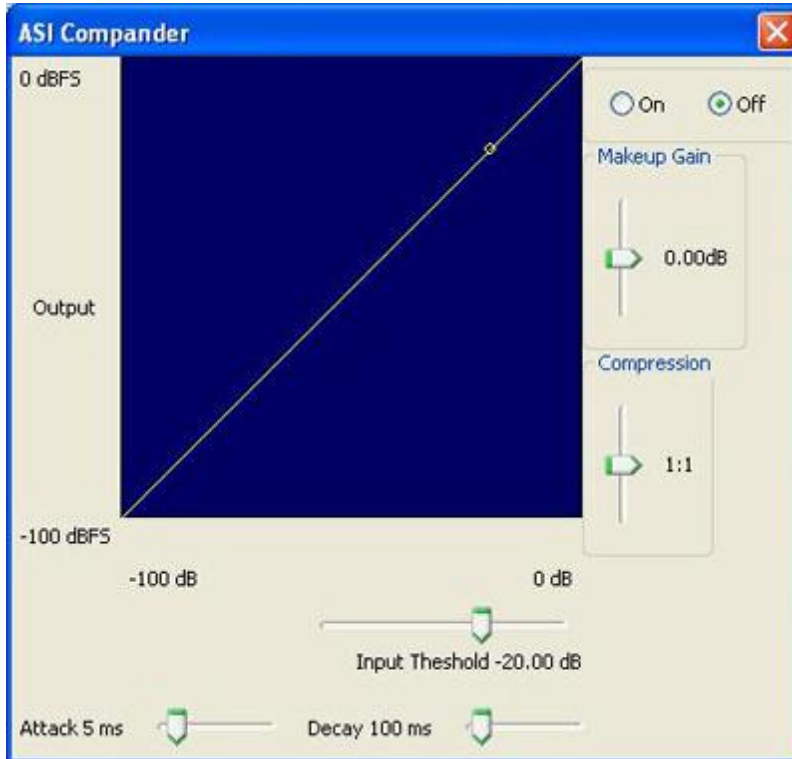 ASI Compander
0 dBFS
On
Off
Makeup Gain
0.00dB
Output
Compression
1:1
-100 dBFS
-100 dB
0 dB
Input Theshold -20.00 dB
Attack 5 ms
Decay 100 ms